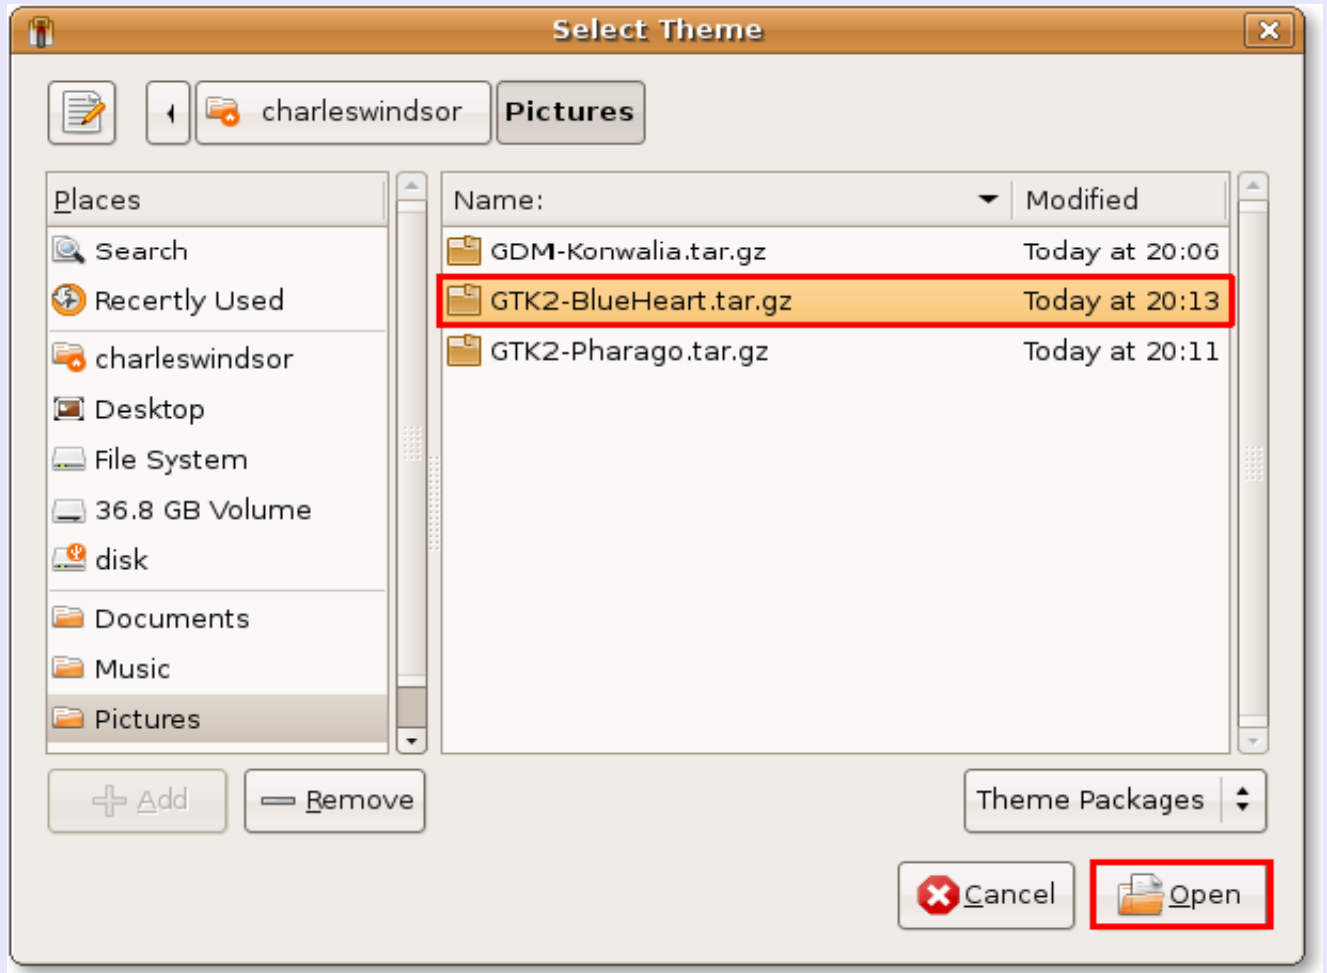 Select Theme
charleswindsor Pictures
Places
Search
Recently Used
charleswindsor
Desktop
File System
36.8 GB Volume
disk
Documents
Music
Pictures
Name: Modified
GDM-Konwalia.tar.gz Today at 20:06
GTK2-BlueHeart.tar.gz Today at 20:13
GTK2-Pharago.tar.gz Today at 20:11
Add Remove Theme Packages
Cancel Open